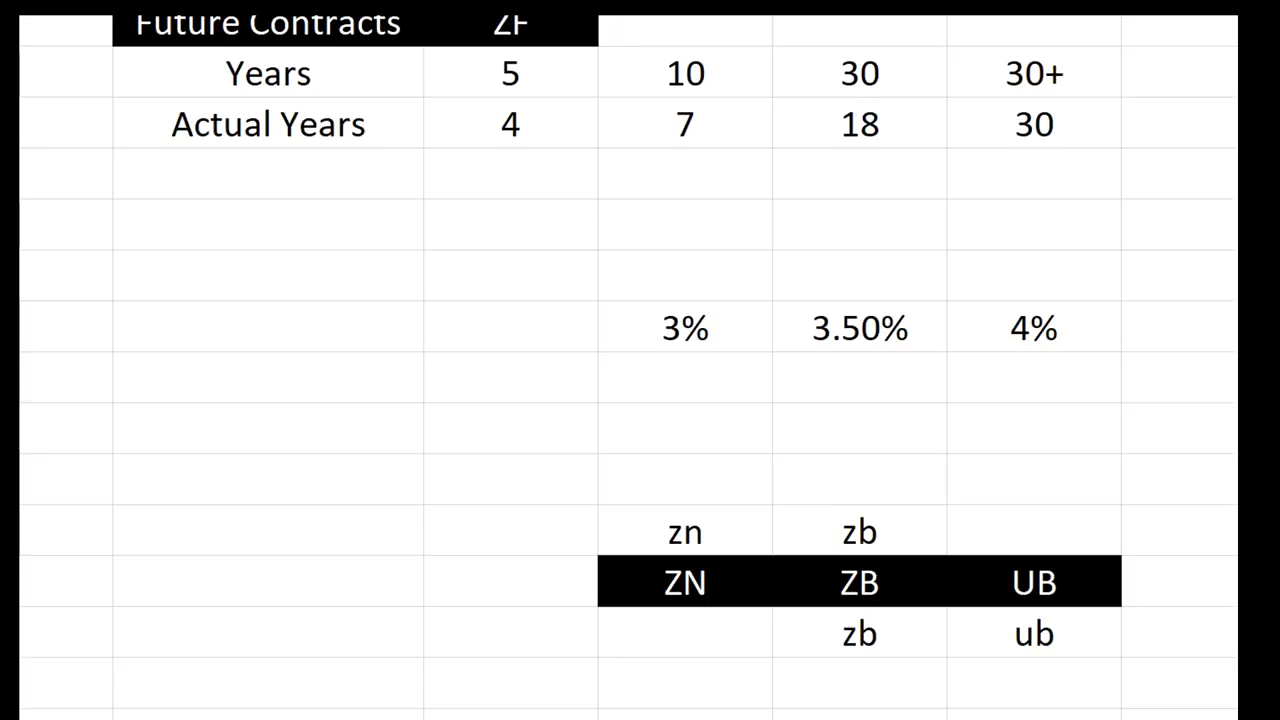 Future Contracts ZF
Years 5 10 30 30+
Actual Years 4 7 18 30
3% 3.50% 4%
zn zb
ZN ZB UB
zb ub